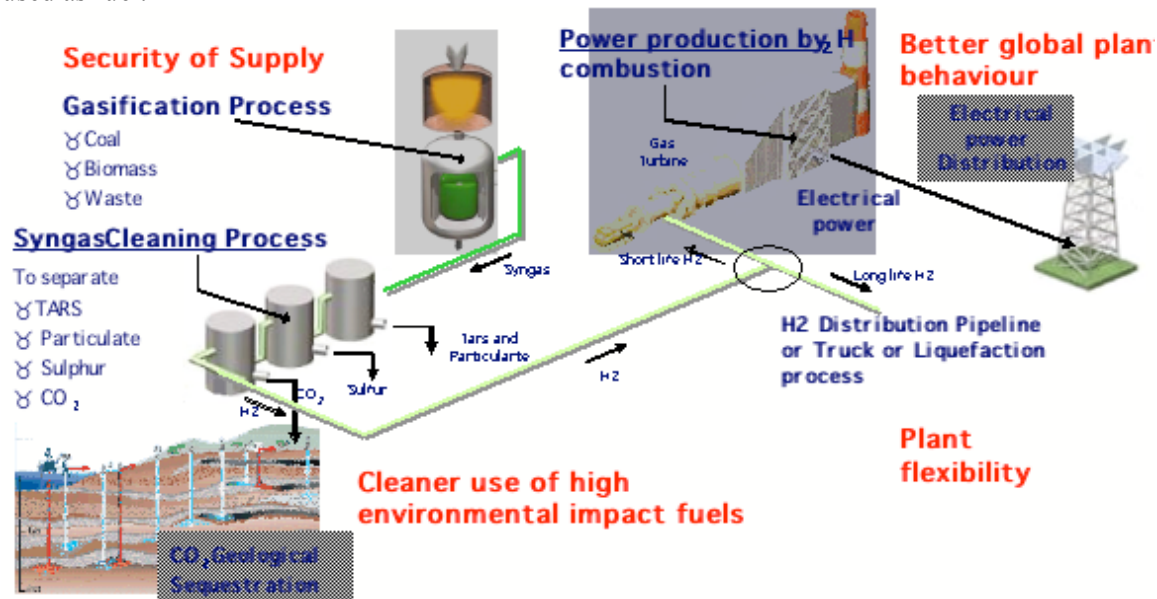 Security of Supply
Gasification Process
♉ Coal
♉ Biomass
♉ Waste
SyngasCleaning Process
To separate
♉ TARS
♉ Particulate
♉ Sulphur
♉ CO2
Power production by H2
combustion
Gas
Turbine
Electrical
power
Better global plant
behaviour
Electrical
power
Distribution
Syngas
Short life H2
Long life H2
H2 Distribution Pipeline
or Truck or Liquefaction
process
Tars and
Particularte
Sulfur
CO2
H2
H2
Plant
flexibility
Cleaner use of high
environmental impact fuels
CO2 Geological
Sequestration